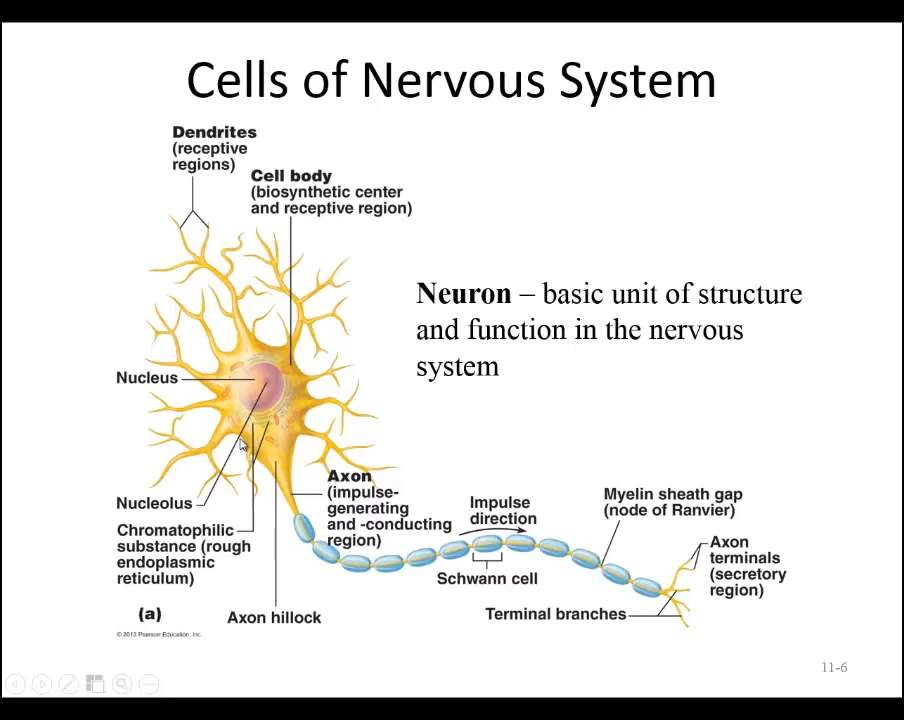 Cells of Nervous System
Dendrites
(receptive
regions)
Cell body
(biosynthetic center
and receptive region)
Neuron – basic unit of structure
and function in the nervous
system
Nucleus
Nucleolus
Chromatophilic
substance (rough
endoplasmic
reticulum)
Axon hillock
Axon
(impulse-
generating
and -conducting
region)
Impulse
direction
Schwann cell
Myelin sheath gap
(node of Ranvier)
Axon
terminals
(secretory
region)
Terminal branches
(a)
© 2013 Pearson Education, Inc.
11-6